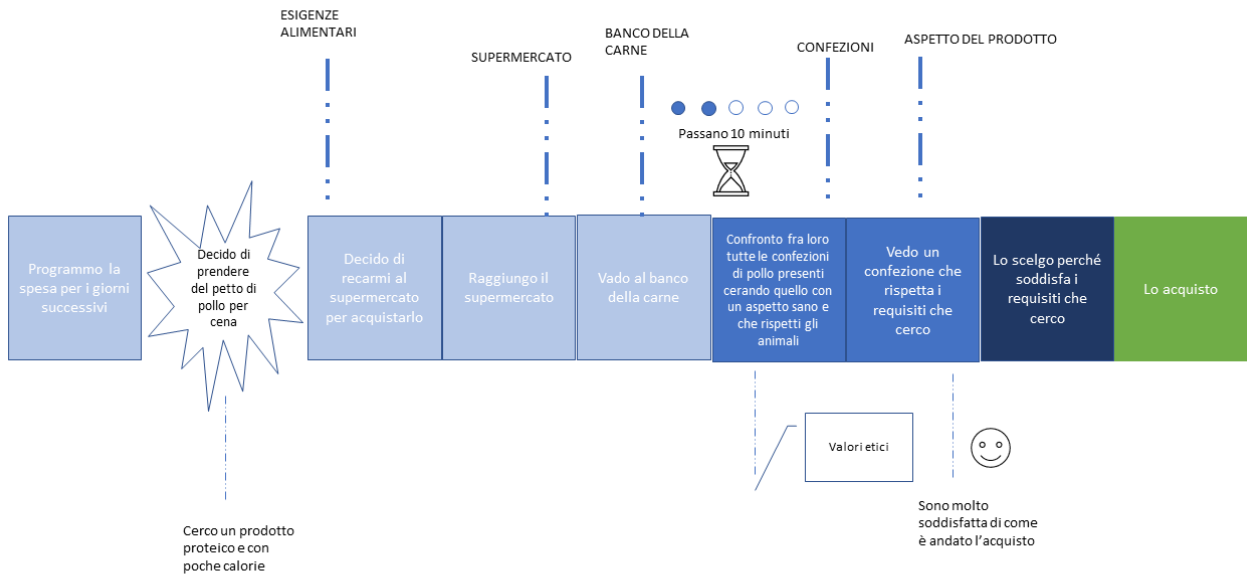 ESIGENZE
ALIMENTARI
SUPERMERCATO
BANCO DELLA
CARNE
CONFEZIONI
ASPETTO DEL PRODOTTO
Passano 10 minuti
Programmo la
spesa per i giorni
successivi
Decido di
prendere
del petto di
pollo per
cena
Decido di
recarmi al
supermercato
per acquistarlo
Raggiungo il
supermercato
Vado al banco
della carne
Confronto fra loro
tutte le confezioni
di pollo presenti
cerando quello con
un aspetto sano e
che rispetti gli
animali
Vedo un
confezione che
rispetta i
requisiti che
cerco
Lo scelgo perché
soddisfa i
requisiti che
cerco
Lo acquisto
Valori etici
Cerco un prodotto
proteico e con
poche calorie
Sono molto
soddisfatta di come
è andato l'acquisto